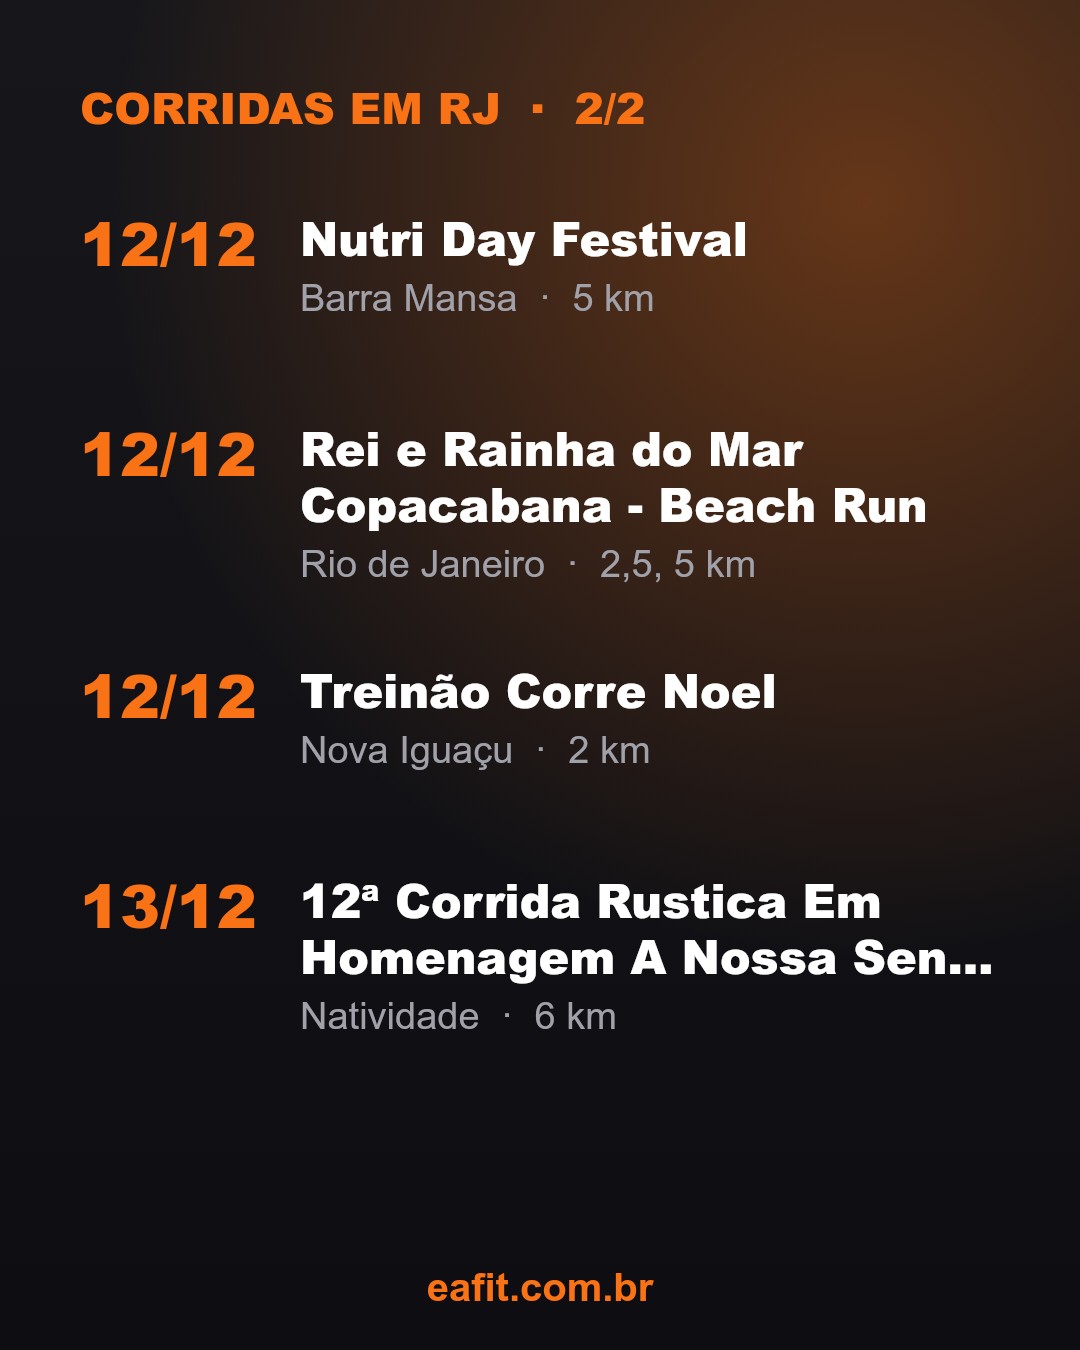 CORRIDAS EM RJ · 2/2
12/12 Nutri Day Festival
Barra Mansa · 5 km
12/12 Rei e Rainha do Mar
Copacabana - Beach Run
Rio de Janeiro · 2,5, 5 km
12/12 Treinão Corre Noel
Nova Iguaçu · 2 km
13/12 12ª Corrida Rustica Em
Homenagem A Nossa Sen...
Natividade · 6 km
eafit.com.br